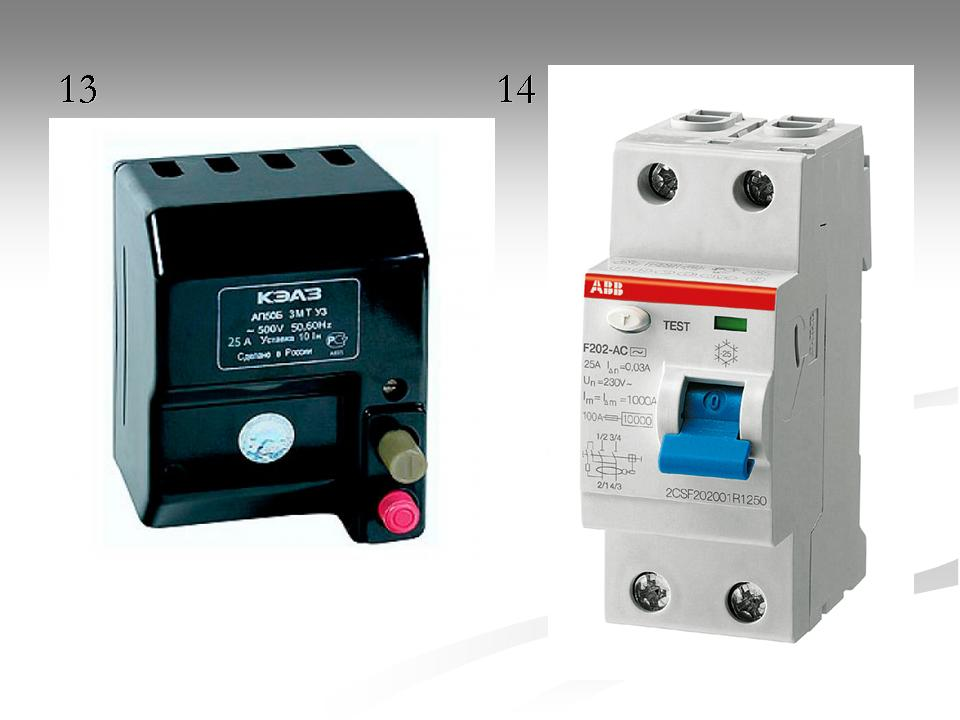 13
14
КЭАЗ
АП50Б 3МТ У3
~ 500V 50,60Hz
25 А Уставка 10 Iн
Сделано в России
ABB
TEST
F202-AC
25
25A IΔn=0,03A
Un=230V~
Im=IΔm=1000A
100A 10000
1/2 3/4
2/1 4/3
2CSF202001R1250